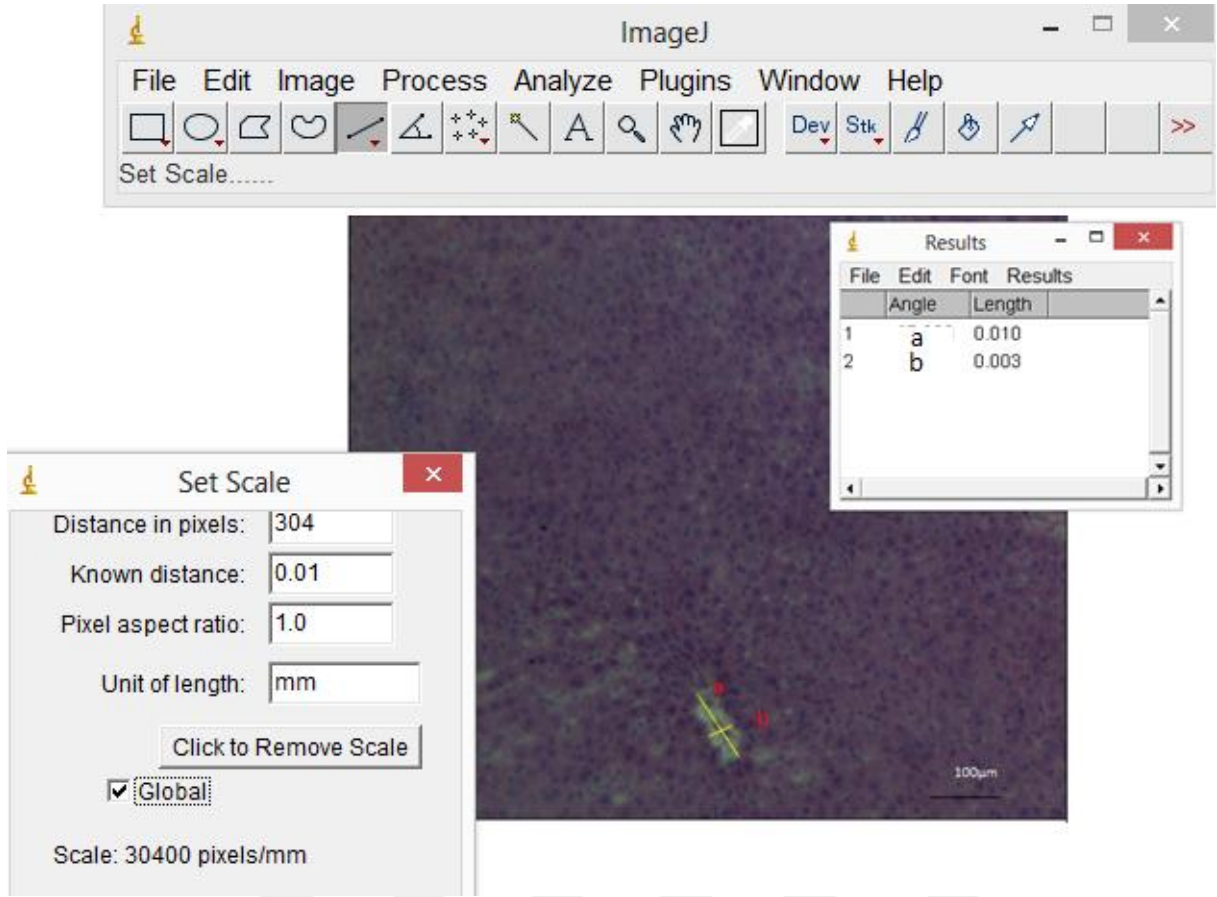 ImageJ
File Edit Image Process Analyze Plugins Window Help
A Dev Stk >>
Set Scale......
Results
File Edit Font Results
Angle Length
1 a 0.010
2 b 0.003
Set Scale
Distance in pixels: 304
Known distance: 0.01
Pixel aspect ratio: 1.0
Unit of length: mm
Click to Remove Scale
Global
Scale: 30400 pixels/mm
a
b
100μm